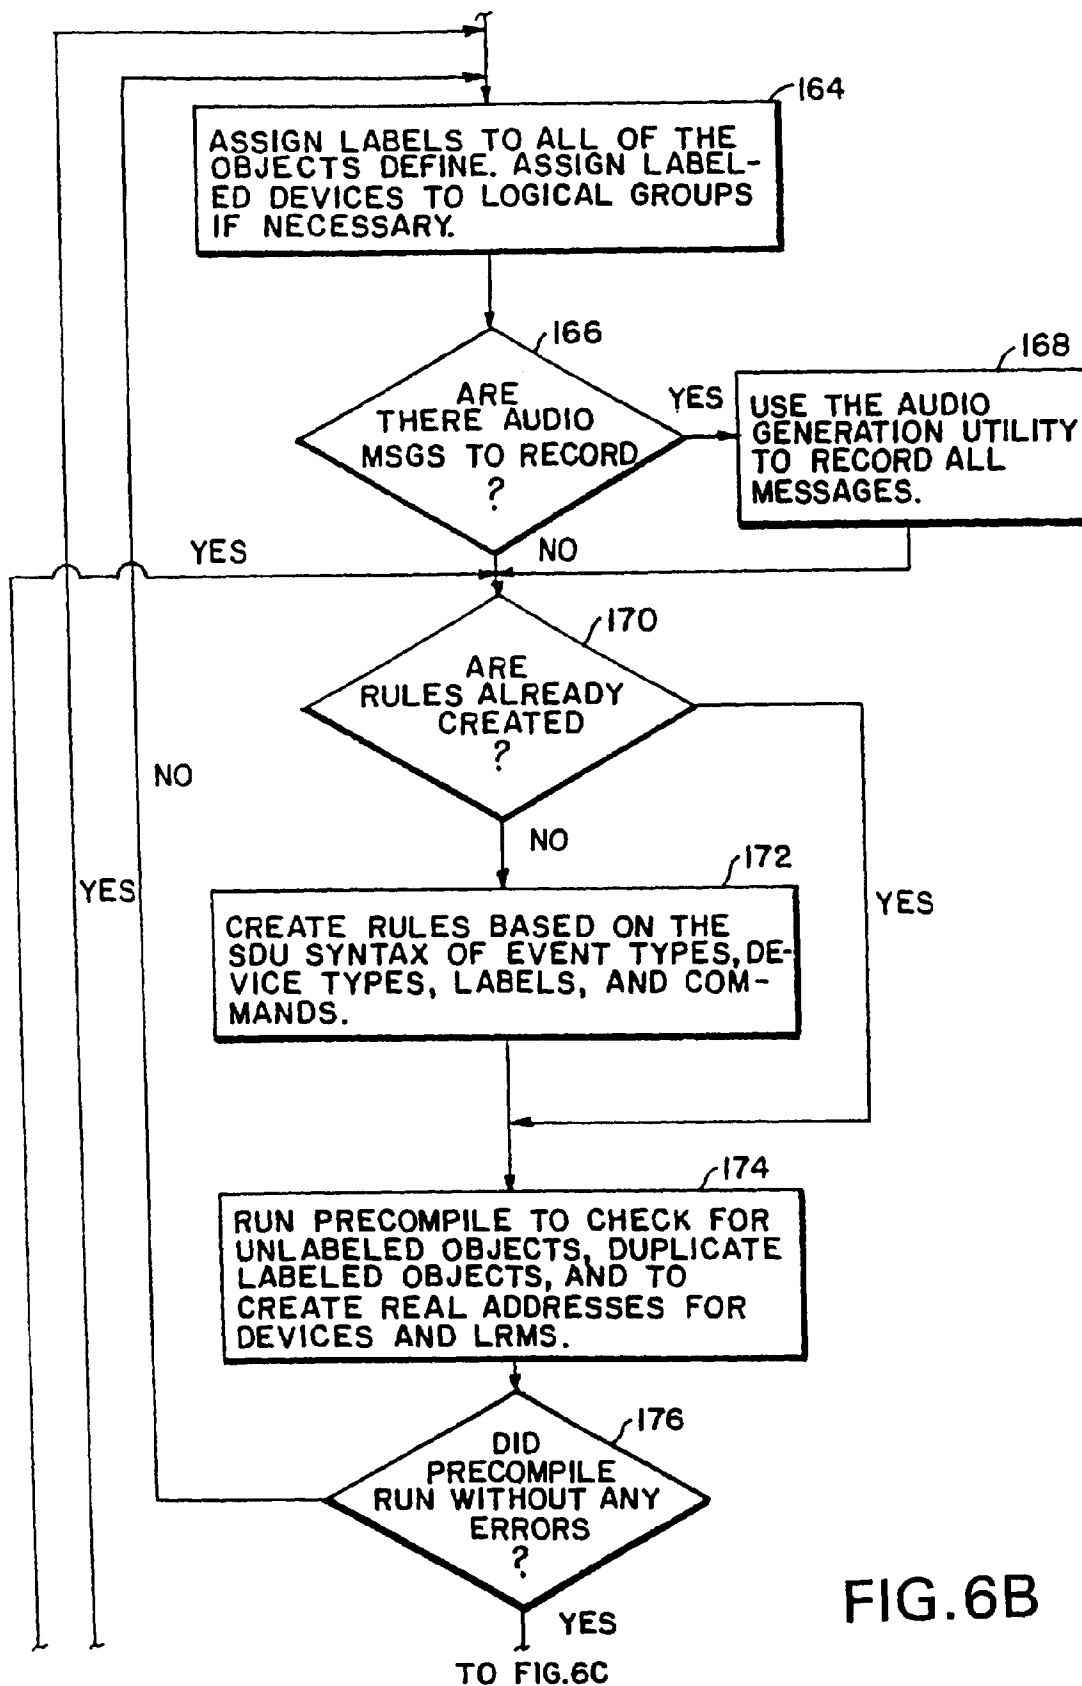 164
ASSIGN LABELS TO ALL OF THE
OBJECTS DEFINE. ASSIGN LABEL-
ED DEVICES TO LOGICAL GROUPS
IF NECESSARY.
166
ARE
THERE AUDIO
MSGS TO RECORD
?
YES
168
USE THE AUDIO
GENERATION UTILITY
TO RECORD ALL
MESSAGES.
YES
NO
170
ARE
RULES ALREADY
CREATED
?
NO
NO
172
YES
YES
CREATE RULES BASED ON THE
SDU SYNTAX OF EVENT TYPES, DE-
VICE TYPES, LABELS, AND COM-
MANDS.
174
RUN PRECOMPILE TO CHECK FOR
UNLABELED OBJECTS, DUPLICATE
LABELED OBJECTS, AND TO
CREATE REAL ADDRESSES FOR
DEVICES AND LRMS.
176
DID
PRECOMPILE
RUN WITHOUT ANY
ERRORS
?
YES
FIG.6B
TO FIG.6C